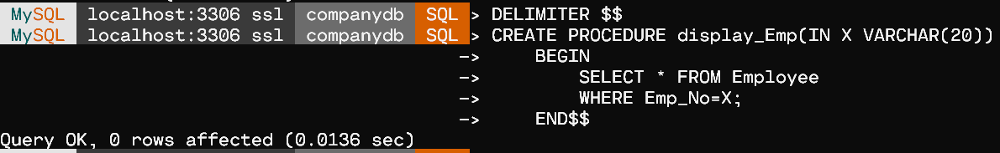 MySQL localhost:3306 ssl companydb SQL > DELIMITER $$
MySQL localhost:3306 ssl companydb SQL > CREATE PROCEDURE display_Emp(IN X VARCHAR(20))
-> BEGIN
-> SELECT * FROM Employee
-> WHERE Emp_No=X;
-> END$$
Query OK, 0 rows affected (0.0136 sec)